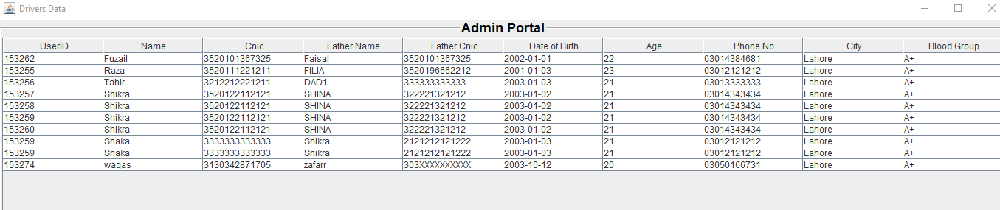 Drivers Data
Admin Portal
UserID Name Cnic Father Name Father Cnic Date of Birth Age Phone No City Blood Group
153262 Fuzail 3520101367325 Faisal 3520101367325 2002-01-01 22 03014384681 Lahore A+
153255 Raza 3520111221211 FILIA 3520196662212 2001-01-03 23 03012121212 Lahore A+
153256 Tahir 3212212221211 DAD1 333333333333 2003-01-03 21 03013333333 Lahore A+
153257 Shikra 3520122112121 SHINA 322221321212 2003-01-02 21 03014343434 Lahore A+
153258 Shikra 3520122112121 SHINA 322221321212 2003-01-02 21 03014343434 Lahore A+
153259 Shikra 3520122112121 SHINA 322221321212 2003-01-02 21 03014343434 Lahore A+
153260 Shikra 3520122112121 SHINA 322221321212 2003-01-02 21 03014343434 Lahore A+
153259 Shaka 3333333333333 Shikra 2121212121222 2003-01-03 21 03012121212 Lahore A+
153259 Shaka 3333333333333 Shikra 2121212121222 2003-01-03 21 03012121212 Lahore A+
153274 waqas 3130342871705 zafarr 303XXXXXXXXXX 2003-10-12 20 03050166731 Lahore A+